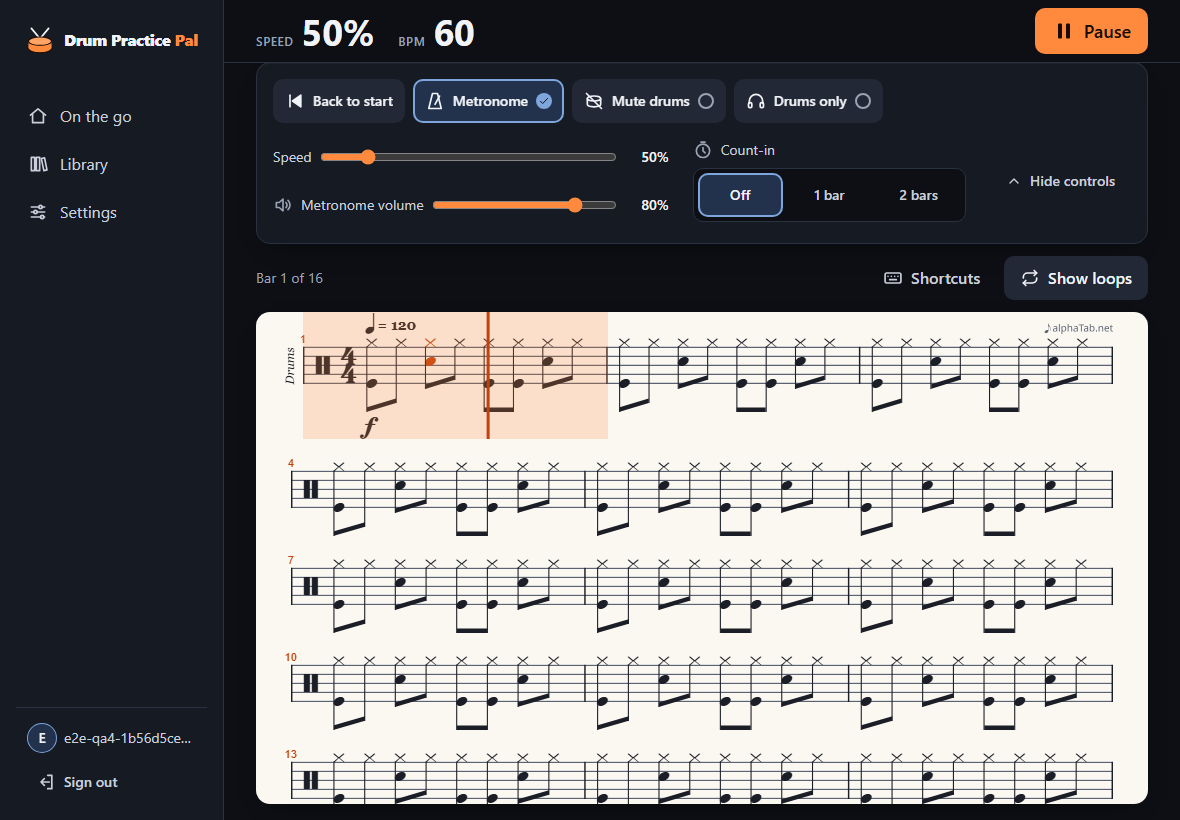 Drum Practice Pal
SPEED 50% BPM 60
Pause
On the go
Library
Settings
Back to start
Metronome
Mute drums
Drums only
Speed
50%
Count-in
Off
1 bar
2 bars
Hide controls
Metronome volume
80%
Bar 1 of 16
Shortcuts
Show loops
= 120
alphaTab.net
1
Drums
4
4
f
4
7
10
13
E
e2e-qa4-1b56d5ce...
Sign out